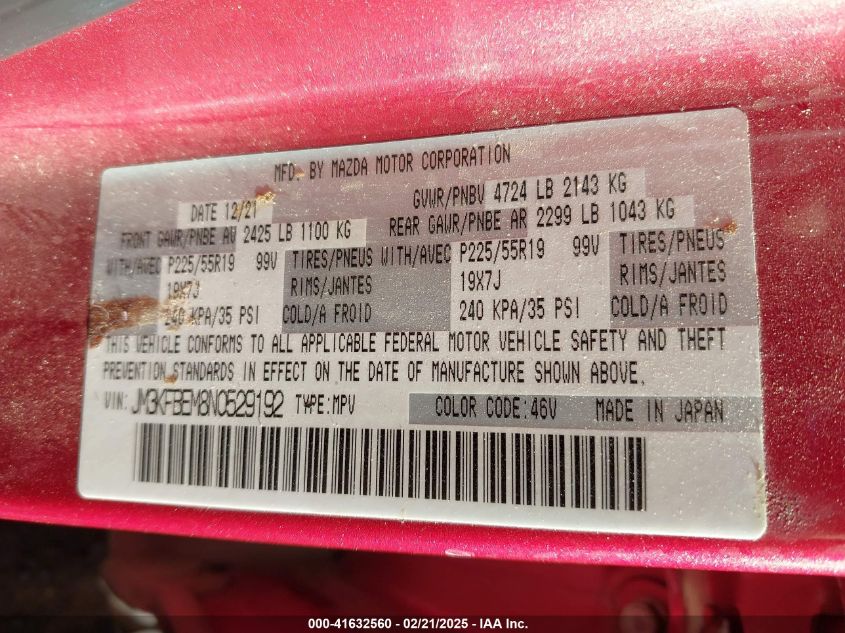 MFD. BY MAZDA MOTOR CORPORATION
DATE 12/21 GVWR/PNBV 4724 LB 2143 KG
FRONT GAWR/PNBE AV 2425 LB 1100 KG REAR GAWR/PNBE AR 2299 LB 1043 KG
WITH/AVEC P225/55R19 99V TIRES/PNEUS WITH/AVEC P225/55R19 99V TIRES/PNEUS
19X7J RIMS/JANTES 19X7J RIMS/JANTES
240 KPA/35 PSI COLD/A FROID 240 KPA/35 PSI COLD/A FROID
THIS VEHICLE CONFORMS TO ALL APPLICABLE FEDERAL MOTOR VEHICLE SAFETY AND THEFT
PREVENTION STANDARDS IN EFFECT ON THE DATE OF MANUFACTURE SHOWN ABOVE.
VIN: JM3KFBEM8N0529192 TYPE:MPV COLOR CODE:46V MADE IN JAPAN
000-41632560 - 02/21/2025 - IAA Inc.